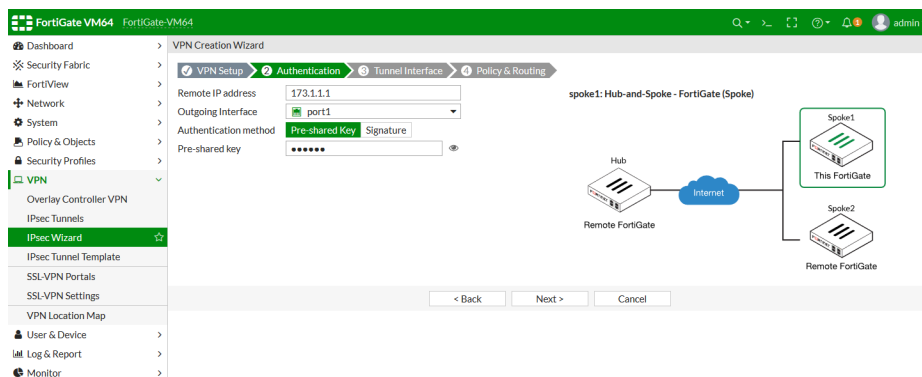 FortiGate VM64 FortiGate-VM64
admin
Dashboard
Security Fabric
FortiView
Network
System
Policy & Objects
Security Profiles
VPN
Overlay Controller VPN
IPsec Tunnels
IPsec Wizard
IPsec Tunnel Template
SSL-VPN Portals
SSL-VPN Settings
VPN Location Map
User & Device
Log & Report
Monitor
VPN Creation Wizard
VPN Setup 2 Authentication 3 Tunnel Interface 4 Policy & Routing
Remote IP address 173.1.1.1
Outgoing Interface port1
Authentication method Pre-shared Key Signature
Pre-shared key ••••••
spoke1: Hub-and-Spoke - FortiGate (Spoke)
Spoke1
This FortiGate
Hub
Internet
Remote FortiGate
Spoke2
Remote FortiGate
< Back Next > Cancel